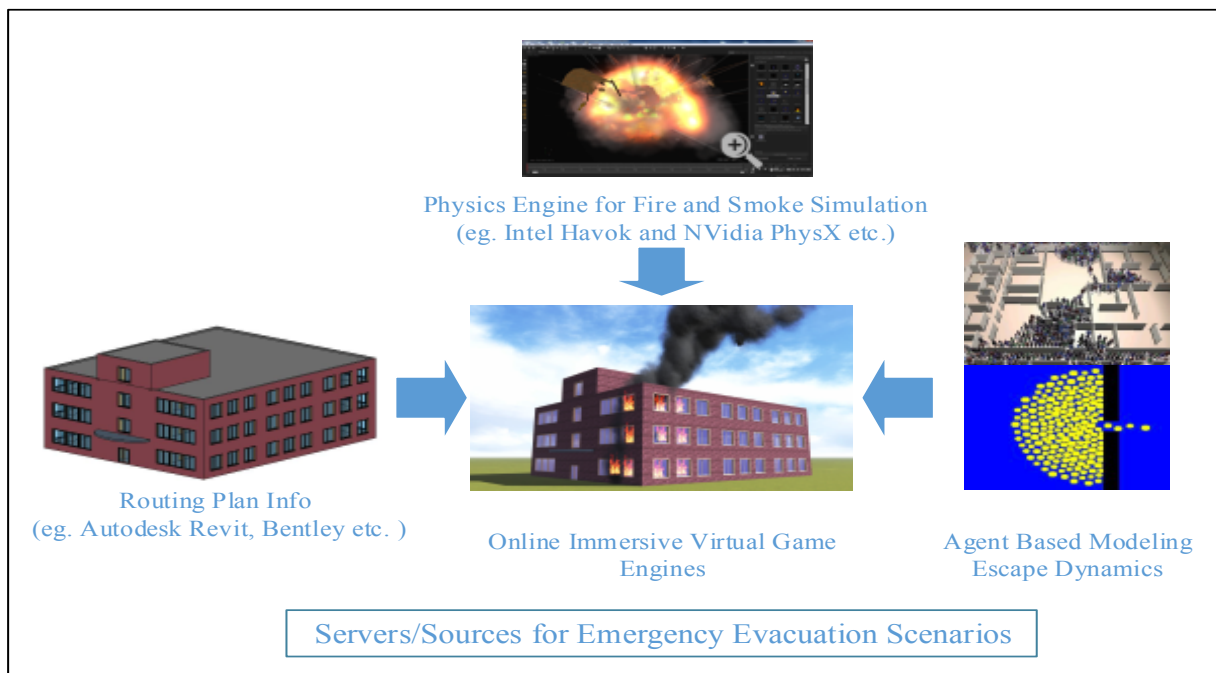 Physics Engine for Fire and Smoke Simulation
(eg. Intel Havok and NVidia PhysX etc.)
Routing Plan Info
(eg. Autodesk Revit, Bentley etc. )
Online Immersive Virtual Game
Engines
Agent Based Modeling
Escape Dynamics
Servers/Sources for Emergency Evacuation Scenarios